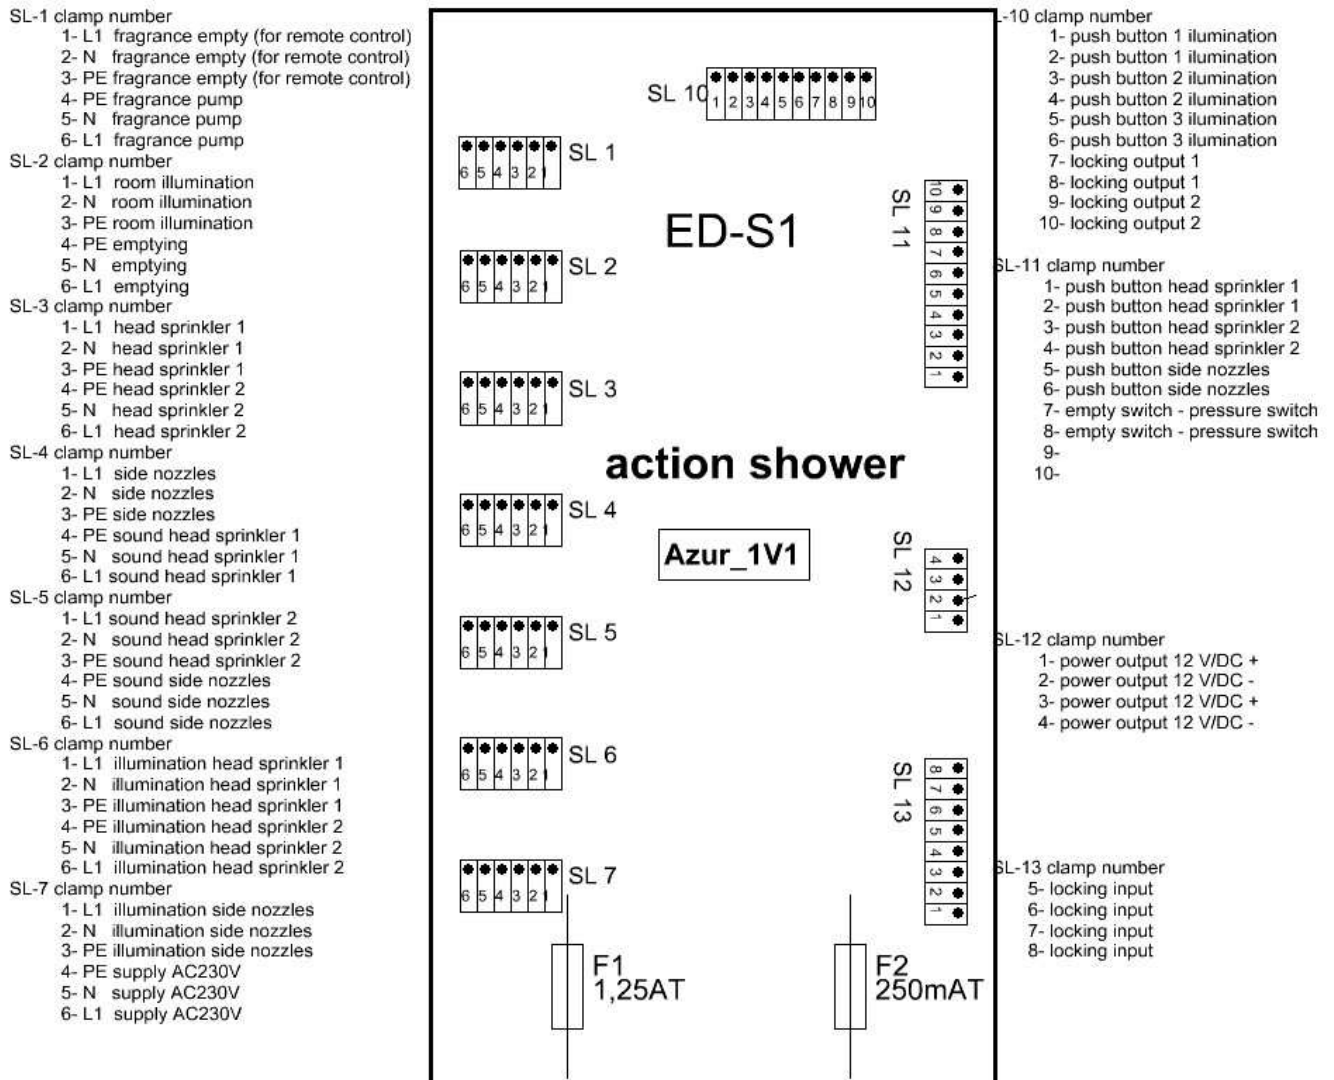 SL-1 clamp number
1- L1 fragrance empty (for remote control)
2- N fragrance empty (for remote control)
3- PE fragrance empty (for remote control)
4- PE fragrance pump
5- N fragrance pump
6- L1 fragrance pump
SL-2 clamp number
1- L1 room illumination
2- N room illumination
3- PE room illumination
4- PE emptying
5- N emptying
6- L1 emptying
SL-3 clamp number
1- L1 head sprinkler 1
2- N head sprinkler 1
3- PE head sprinkler 1
4- PE head sprinkler 2
5- N head sprinkler 2
6- L1 head sprinkler 2
SL-4 clamp number
1- L1 side nozzles
2- N side nozzles
3- PE side nozzles
4- PE sound head sprinkler 1
5- N sound head sprinkler 1
6- L1 sound head sprinkler 1
SL-5 clamp number
1- L1 sound head sprinkler 2
2- N sound head sprinkler 2
3- PE sound head sprinkler 2
4- PE sound side nozzles
5- N sound side nozzles
6- L1 sound side nozzles
SL-6 clamp number
1- L1 illumination head sprinkler 1
2- N illumination head sprinkler 1
3- PE illumination head sprinkler 1
4- PE illumination head sprinkler 2
5- N illumination head sprinkler 2
6- L1 illumination head sprinkler 2
SL-7 clamp number
1- L1 illumination side nozzles
2- N illumination side nozzles
3- PE illumination side nozzles
4- PE supply AC230V
5- N supply AC230V
6- L1 supply AC230V
SL 10
1 2 3 4 5 6 7 8 9 10
SL 1
6 5 4 3 2 1
ED-S1
SL 11
10 9 8 7 6 5 4 3 2 1
SL 2
6 5 4 3 2 1
SL 3
6 5 4 3 2 1
action shower
SL 4
6 5 4 3 2 1
Azur_1V1
SL 12
4 3 2 1
SL 5
6 5 4 3 2 1
SL 6
6 5 4 3 2 1
SL 13
8 7 6 5 4 3 2 1
SL 7
6 5 4 3 2 1
F1
1,25AT
F2
250mAT
-10 clamp number
1- push button 1 ilumination
2- push button 1 ilumination
3- push button 2 ilumination
4- push button 2 ilumination
5- push button 3 ilumination
6- push button 3 ilumination
7- locking output 1
8- locking output 1
9- locking output 2
10- locking output 2
SL-11 clamp number
1- push button head sprinkler 1
2- push button head sprinkler 1
3- push button head sprinkler 2
4- push button head sprinkler 2
5- push button side nozzles
6- push button side nozzles
7- empty switch - pressure switch
8- empty switch - pressure switch
9-
10-
SL-12 clamp number
1- power output 12 V/DC +
2- power output 12 V/DC -
3- power output 12 V/DC +
4- power output 12 V/DC -
SL-13 clamp number
5- locking input
6- locking input
7- locking input
8- locking input